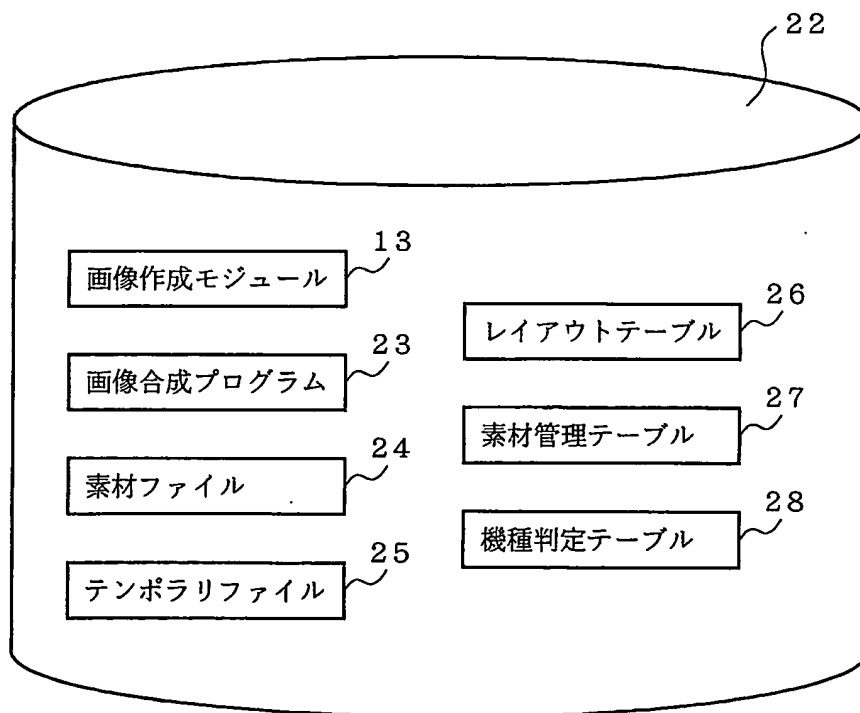 ２２
画像作成モジュール
１３
画像合成プログラム
２３
素材ファイル
２４
テンポラリファイル
２５
レイアウトテーブル
２６
素材管理テーブル
２７
機種判定テーブル
２８